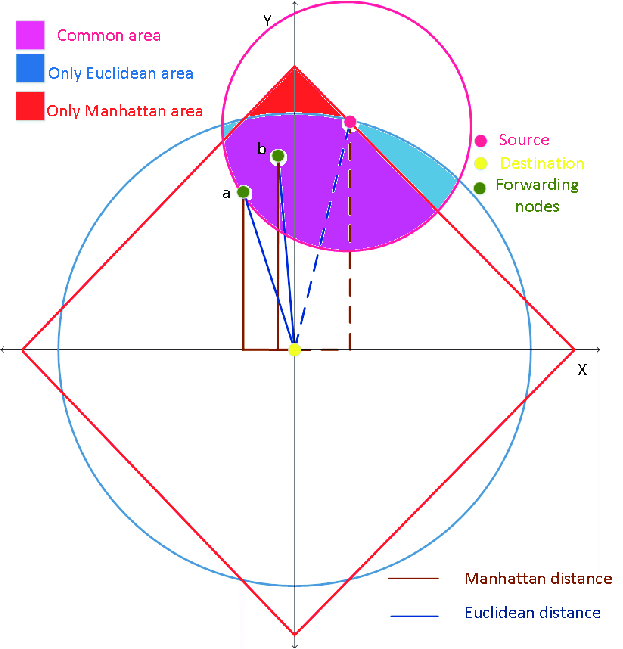 Y
Common area
Only Euclidean area
Only Manhattan area
Source
Destination
Forwarding
nodes
b
a
X
Manhattan distance
Euclidean distance